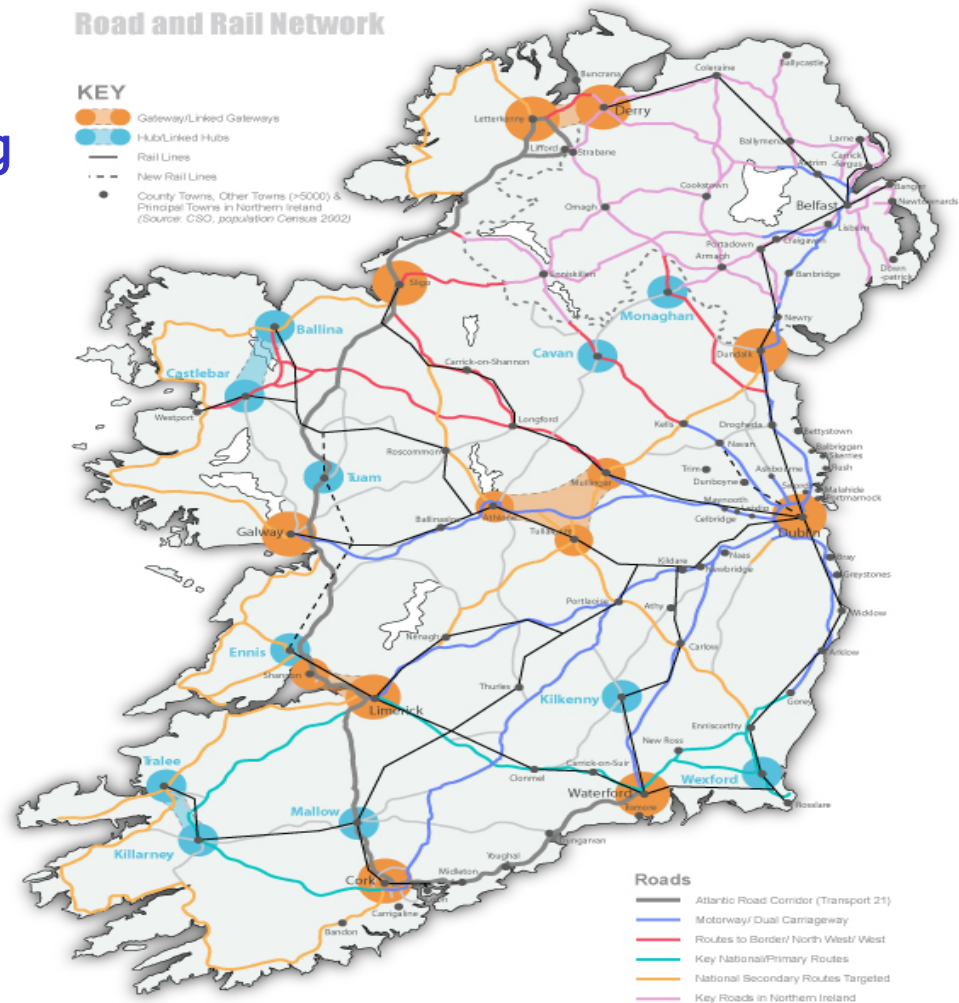 Road and Rail Network
g
KEY
Gateway/Linked Gateways
Hub/Linked Hubs
Rail Lines
New Rail Lines
County Towns, Other Towns (>5000) &
Principal Towns in Northern Ireland
(Source: CSO, population Census 2002)
Ballycastle
Coleraine
Buncrana
Derry
Letterkenny
Lifford
Strabane
Ballymena
Larne
Carrick
-fergus
Antrim
Bangor
Newtownards
Belfast
Cookstown
Omagh
Lisburn
Craigavon
Portadown
Armagh
Down
-patrick
Banbridge
Enniskillen
Sligo
Monaghan
Newry
Ballina
Cavan
Dundalk
Castlebar
Carrick-on-Shannon
Westport
Longford
Kells
Drogheda
Bettystown
Roscommon
Navan
Balbriggan
Skerries
Rush
Tuam
Mullingar
Trim
Dunboyne
Ashbourne
Swords
Malahide
Portmarnock
Maynooth
Leixlip
Celbridge
Athlone
Ballinasloe
Galway
Tullamore
Dublin
Naas
Bray
Kildare
Newbridge
Greystones
Portlaoise
Athy
Wicklow
Nenagh
Ennis
Shannon
Carlow
Arklow
Thurles
Kilkenny
Limerick
Gorey
Enniscorthy
New Ross
Tralee
Carrick-on-Suir
Clonmel
Wexford
Waterford
Tramore
Rosslare
Mallow
Killarney
Dungarvan
Youghal
Midleton
Cork
Carrigaline
Bandon
Roads
Atlantic Road Corridor (Transport 21)
Motorway/ Dual Carriageway
Routes to Border/ North West/ West
Key National/Primary Routes
National Secondary Routes Targeted
Key Roads in Northern Ireland